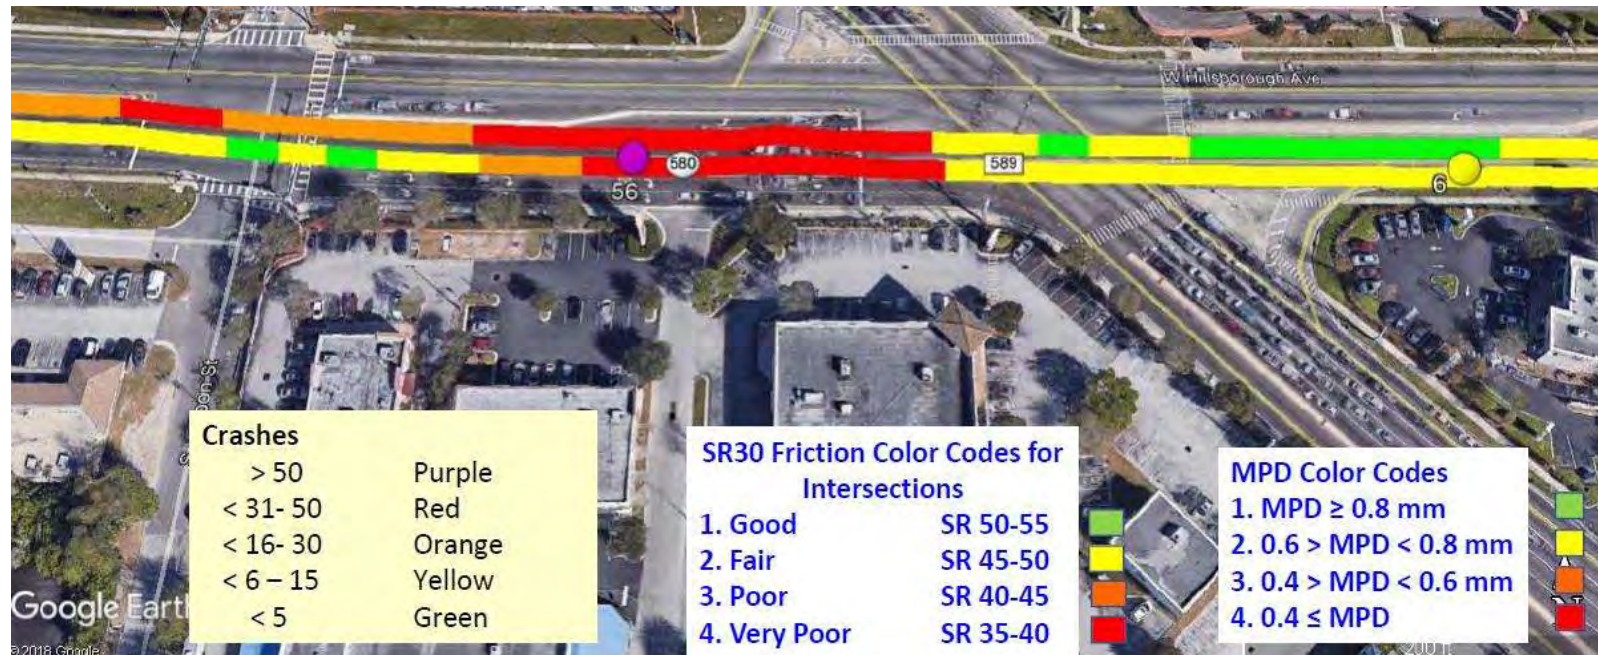 W Hillsborough Ave
580
589
56
6
Crashes
> 50 Purple
< 31- 50 Red
< 16- 30 Orange
< 6 – 15 Yellow
< 5 Green
SR30 Friction Color Codes for
Intersections
1. Good SR 50-55
2. Fair SR 45-50
3. Poor SR 40-45
4. Very Poor SR 35-40
MPD Color Codes
1. MPD ≥ 0.8 mm
2. 0.6 > MPD < 0.8 mm
3. 0.4 > MPD < 0.6 mm
4. 0.4 ≤ MPD
Google Earth
©2018 Google